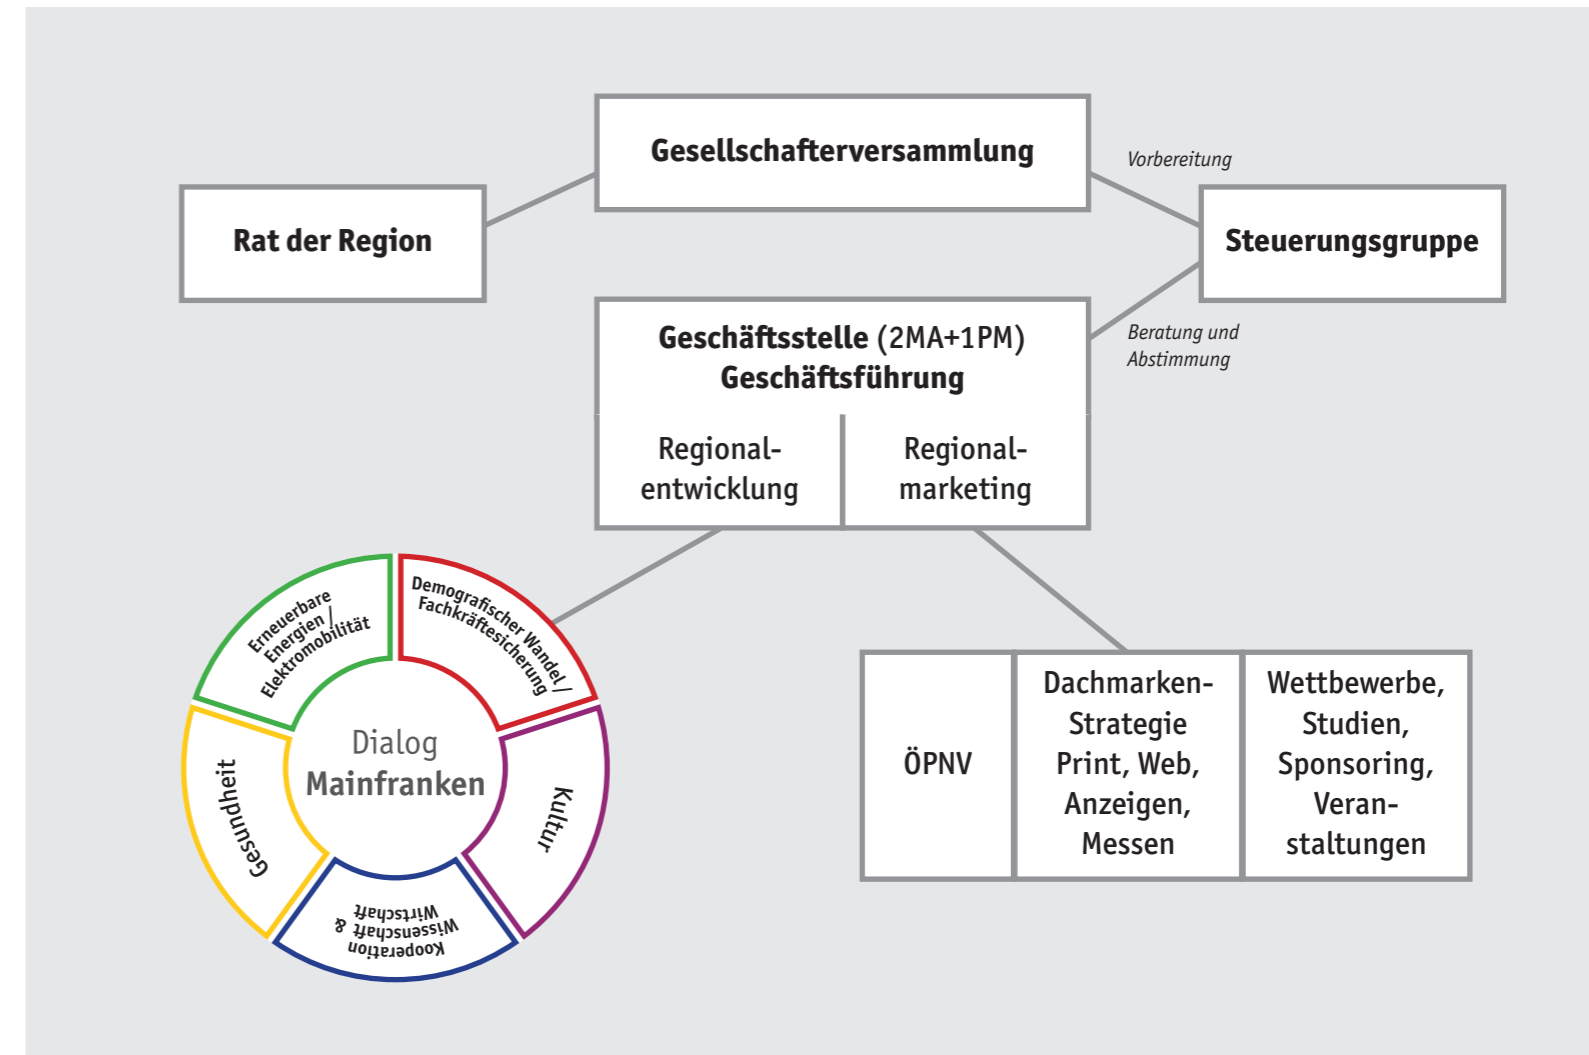 Gesellschafterversammlung
Vorbereitung
Rat der Region
Steuerungsgruppe
Geschäftsstelle (2MA+1PM)
Geschäftsführung
Beratung und
Abstimmung
Regional-
entwicklung
Regional-
marketing
Erneuerbare
Energien /
Elektromobilität
Demografischer Wandel /
Fachkräftesicherung
Dialog
Mainfranken
Gesundheit
Kultur
Kooperation
Wissenschaft &
Wirtschaft
ÖPNV
Dachmarken-
Strategie
Print, Web,
Anzeigen,
Messen
Wettbewerbe,
Studien,
Sponsoring,
Veran-
staltungen